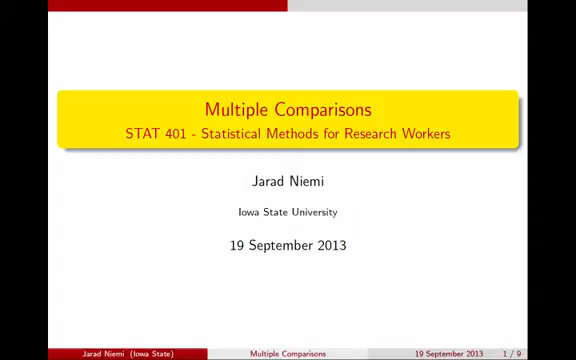 Multiple Comparisons
STAT 401 - Statistical Methods for Research Workers
Jarad Niemi
Iowa State University
19 September 2013
Jarad Niemi (Iowa State)
Multiple Comparisons
19 September 2013
1 / 9